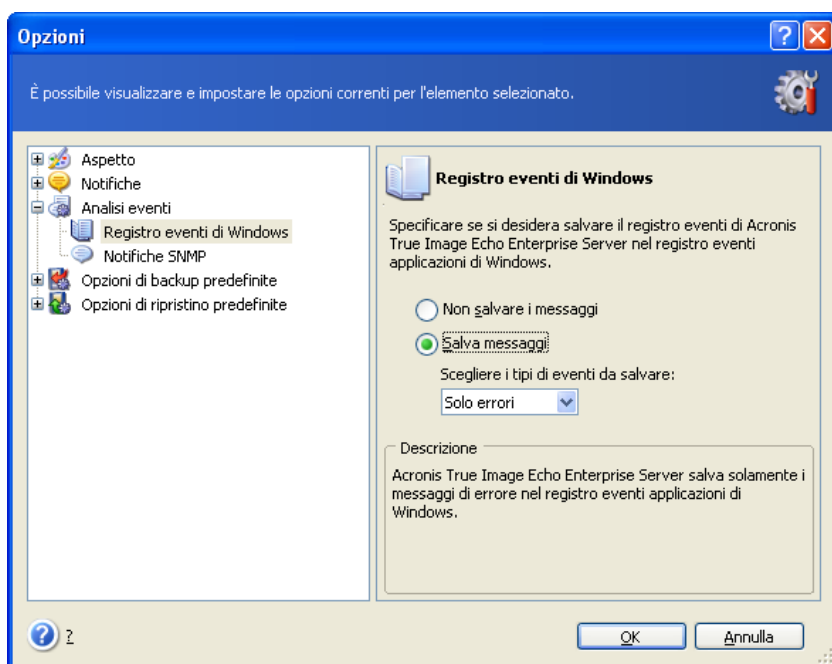 Opzioni
È possibile visualizzare e impostare le opzioni correnti per l'elemento selezionato.
Aspetto
Notifiche
Analisi eventi
Registro eventi di Windows
Notifiche SNMP
Opzioni di backup predefinite
Opzioni di ripristino predefinite
Registro eventi di Windows
Specificare se si desidera salvare il registro eventi di Acronis
True Image Echo Enterprise Server nel registro eventi
applicazioni di Windows.
Non salvare i messaggi
Salva messaggi
Scegliere i tipi di eventi da salvare:
Solo errori
Descrizione
Acronis True Image Echo Enterprise Server salva solamente i
messaggi di errore nel registro eventi applicazioni di
Windows.
?
OK
Annulla